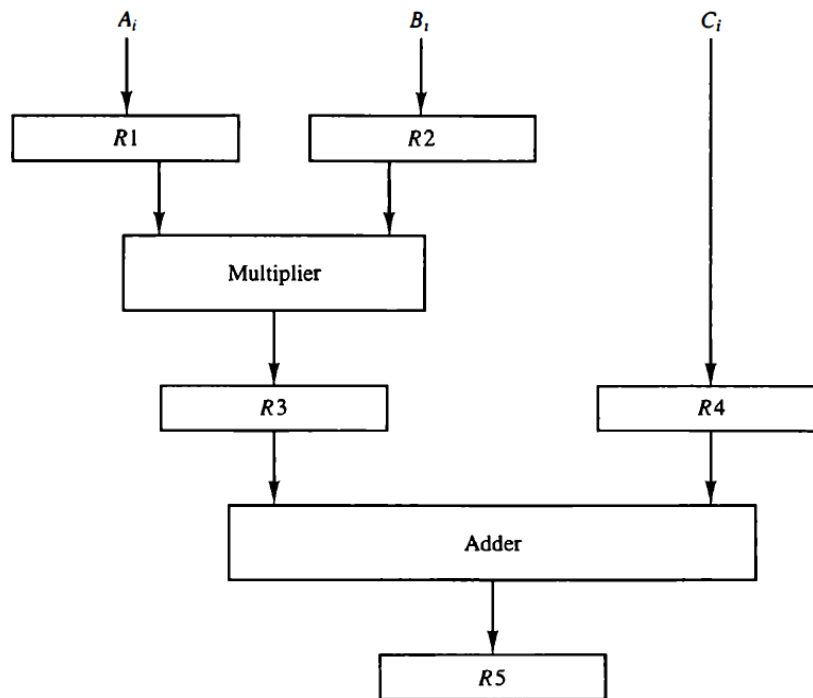 A_i B_i C_i
R1 R2
Multiplier
R3 R4
Adder
R5